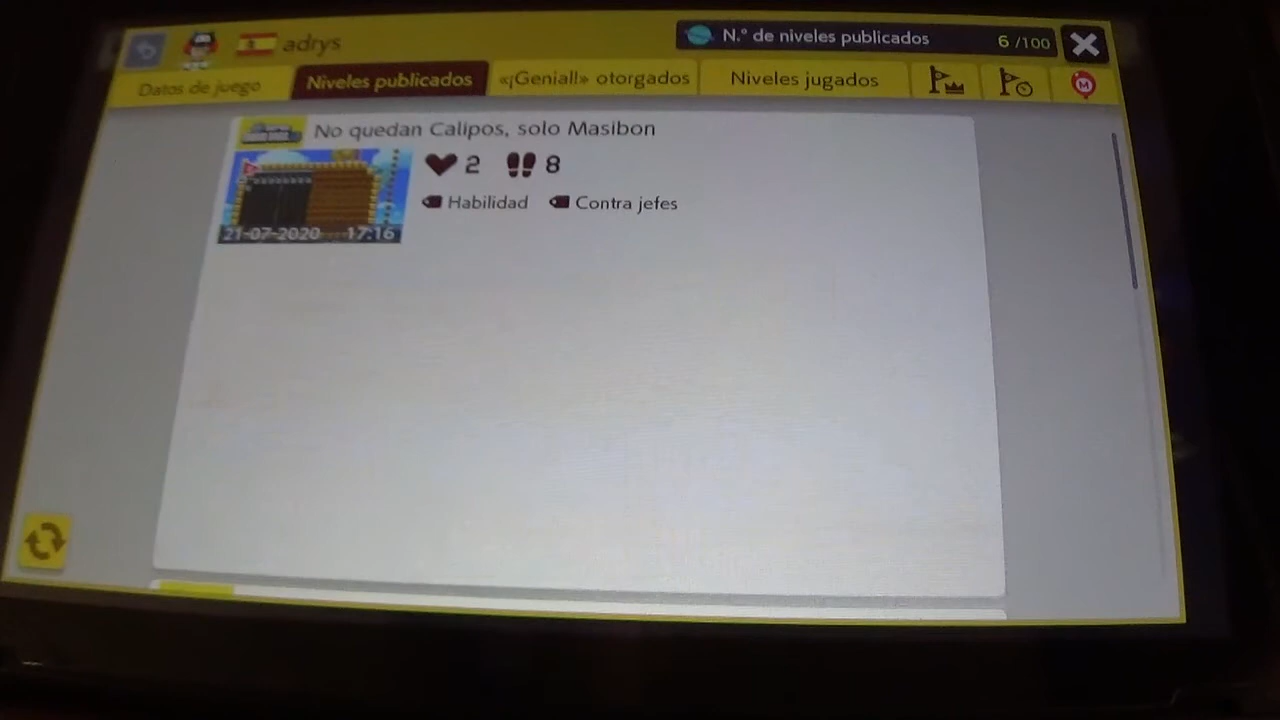 adrys
N.º de niveles publicados 6 /100
Datos de juego
Niveles publicados
«¡Genial!» otorgados
Niveles jugados
M
No quedan Calipos, solo Masibon
2 8
Habilidad Contra jefes
21-07-2020 17:16